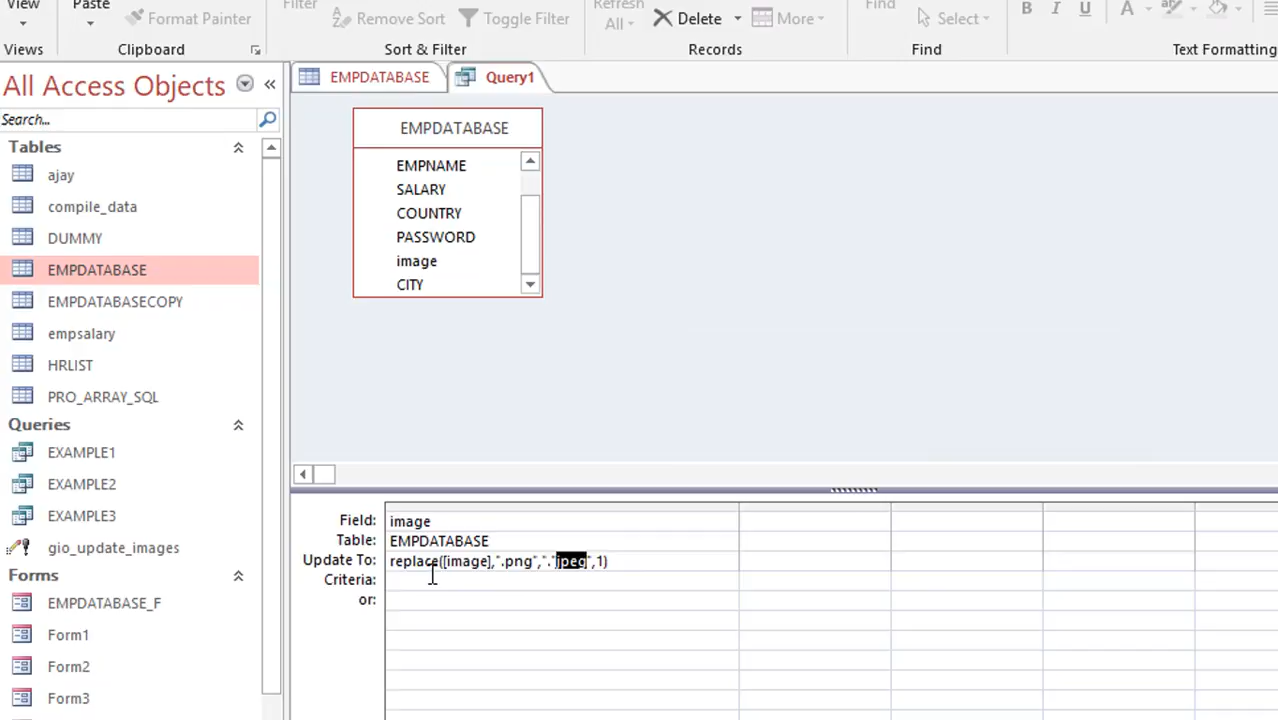 View
Paste
Format Painter
Filter
Remove Sort
Toggle Filter
Refresh
All
Delete
More
Find
Select
B I U A
Views
Clipboard
Sort & Filter
Records
Find
Text Formatting
All Access Objects
EMPDATABASE
Query1
Search...
Tables
ajay
compile_data
DUMMY
EMPDATABASE
EMPDATABASECOPY
empsalary
HRLIST
PRO_ARRAY_SQL
Queries
EXAMPLE1
EXAMPLE2
EXAMPLE3
gio_update_images
Forms
EMPDATABASE_F
Form1
Form2
Form3
EMPDATABASE
EMPNAME
SALARY
COUNTRY
PASSWORD
image
CITY
Field: image
Table: EMPDATABASE
Update To: replace([image],".png","."jpeg",1)
Criteria:
or: